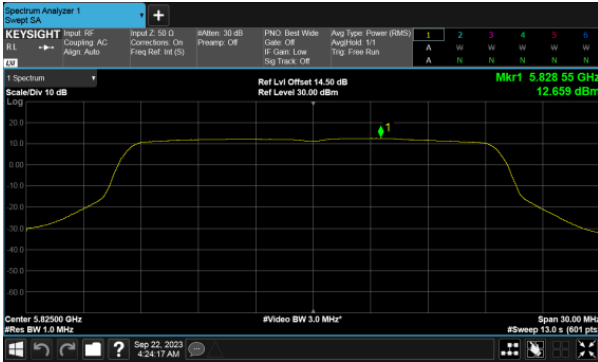 Spectrum Analyzer 1
Swept SA
KEYSIGHT Input: RF Input Z: 50 Ω #Atten: 30 dB PNO: Best Wide Avg Type: Power (RMS) 1 2 3 4 5 6
RL Coupling: AC Corrections: On Preamp: Off Gate: Off Avg|Hold: 1/1 A W W W W W
Align: Auto Freq Ref: Int (S) IF Gain: Low Trig: Free Run
LXI Sig Track: Off A N N N N N
1 Spectrum Ref Lvl Offset 14.50 dB Mkr1 5.828 55 GHz
Scale/Div 10 dB Ref Level 30.00 dBm 12.659 dBm
Log
20.0
1
10.0
0.00
-10.0
-20.0
-30.0
-40.0
-50.0
-60.0
Center 5.82500 GHz #Video BW 3.0 MHz* Span 30.00 MHz
#Res BW 1.0 MHz #Sweep 13.0 s (601 pts)
? Sep 22, 2023
4:24:17 AM